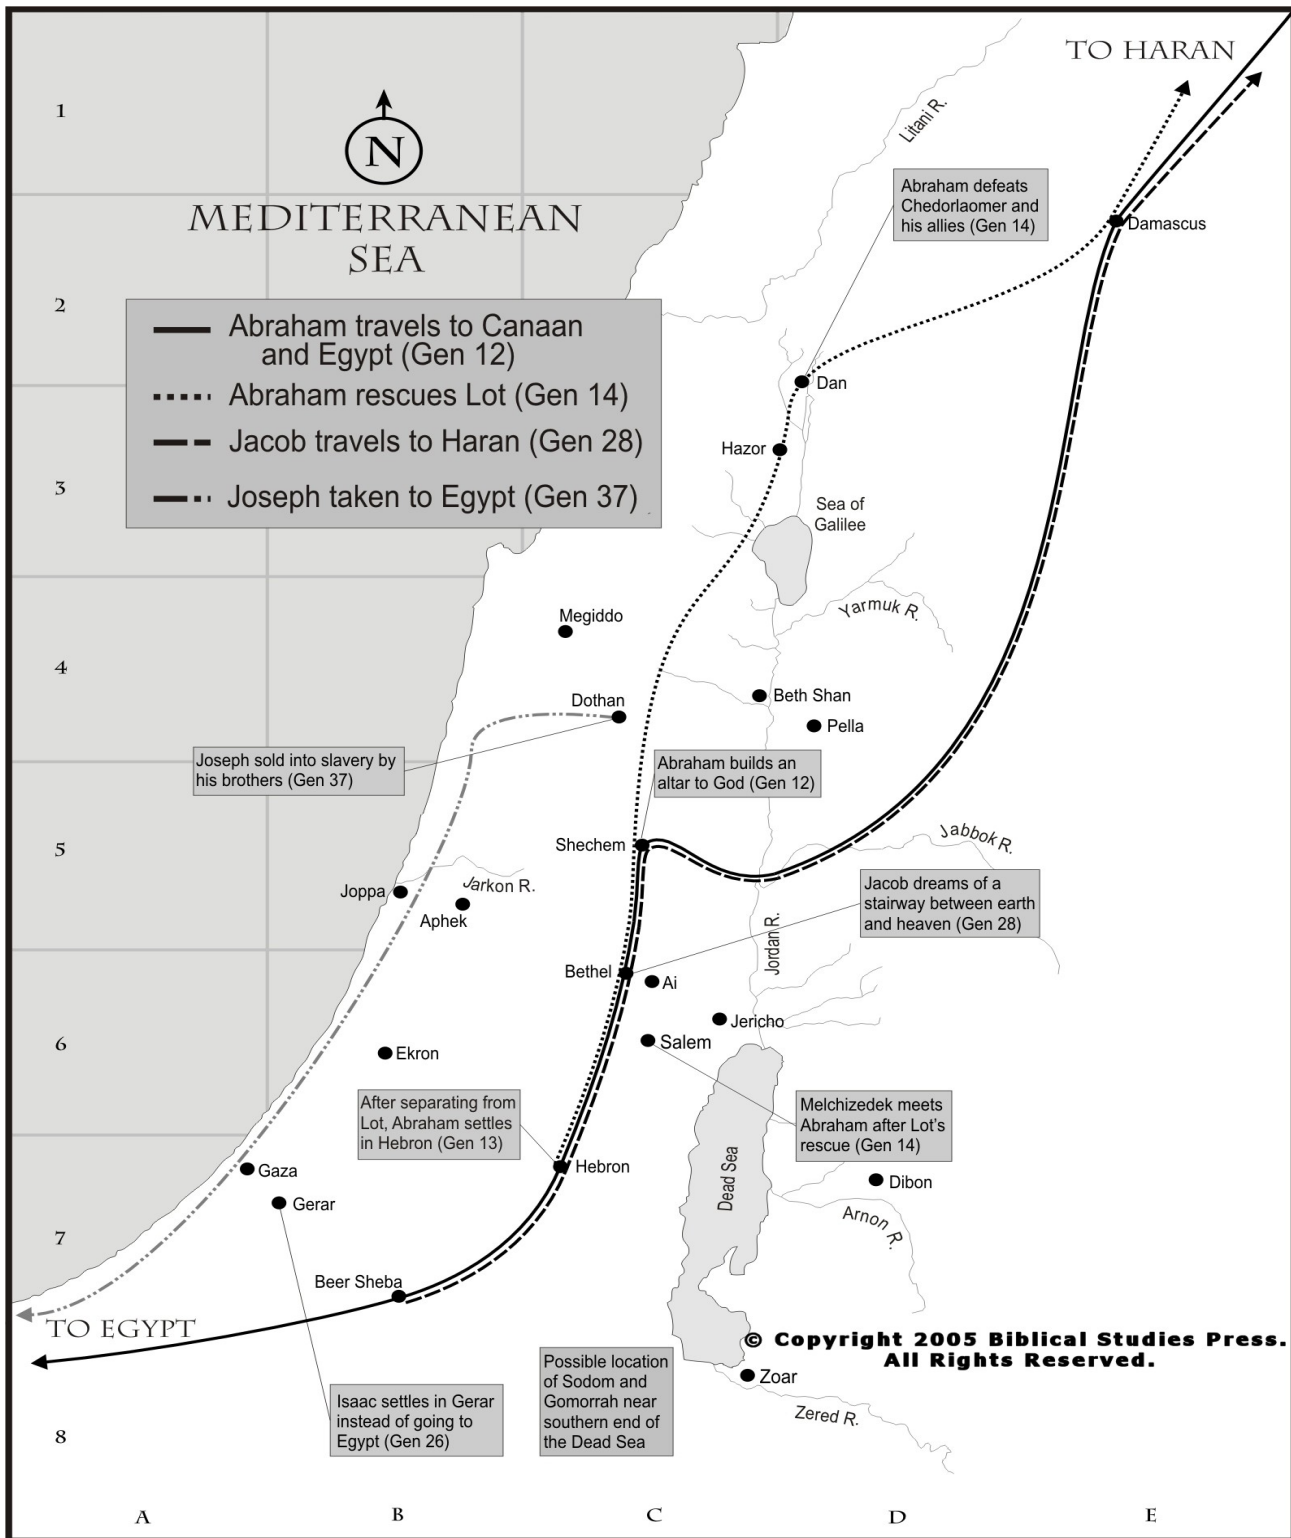 TO HARAN
1
N
Litani R.
Abraham defeats
Chedorlaomer and
his allies (Gen 14)
MEDITERRANEAN
SEA
Damascus
2
Abraham travels to Canaan
and Egypt (Gen 12)
Abraham rescues Lot (Gen 14)
Jacob travels to Haran (Gen 28)
Joseph taken to Egypt (Gen 37)
Dan
Hazor
3
Sea of
Galilee
Megiddo
Yarmuk R.
4
Dothan
Beth Shan
Pella
Joseph sold into slavery by
his brothers (Gen 37)
Abraham builds an
altar to God (Gen 12)
5
Shechem
Jabbok R.
Joppa
Jarkon R.
Aphek
Jacob dreams of a
stairway between earth
and heaven (Gen 28)
Jordan R.
Bethel
Ai
Jericho
6
Ekron
Salem
After separating from
Lot, Abraham settles
in Hebron (Gen 13)
Melchizedek meets
Abraham after Lot's
rescue (Gen 14)
Gaza
Hebron
Dead Sea
Dibon
Gerar
Arnon R.
7
Beer Sheba
TO EGYPT
© Copyright 2005 Biblical Studies Press.
All Rights Reserved.
Possible location
of Sodom and
Gomorrah near
southern end of
the Dead Sea
Zoar
Isaac settles in Gerar
instead of going to
Egypt (Gen 26)
Zered R.
8
A
B
C
D
E